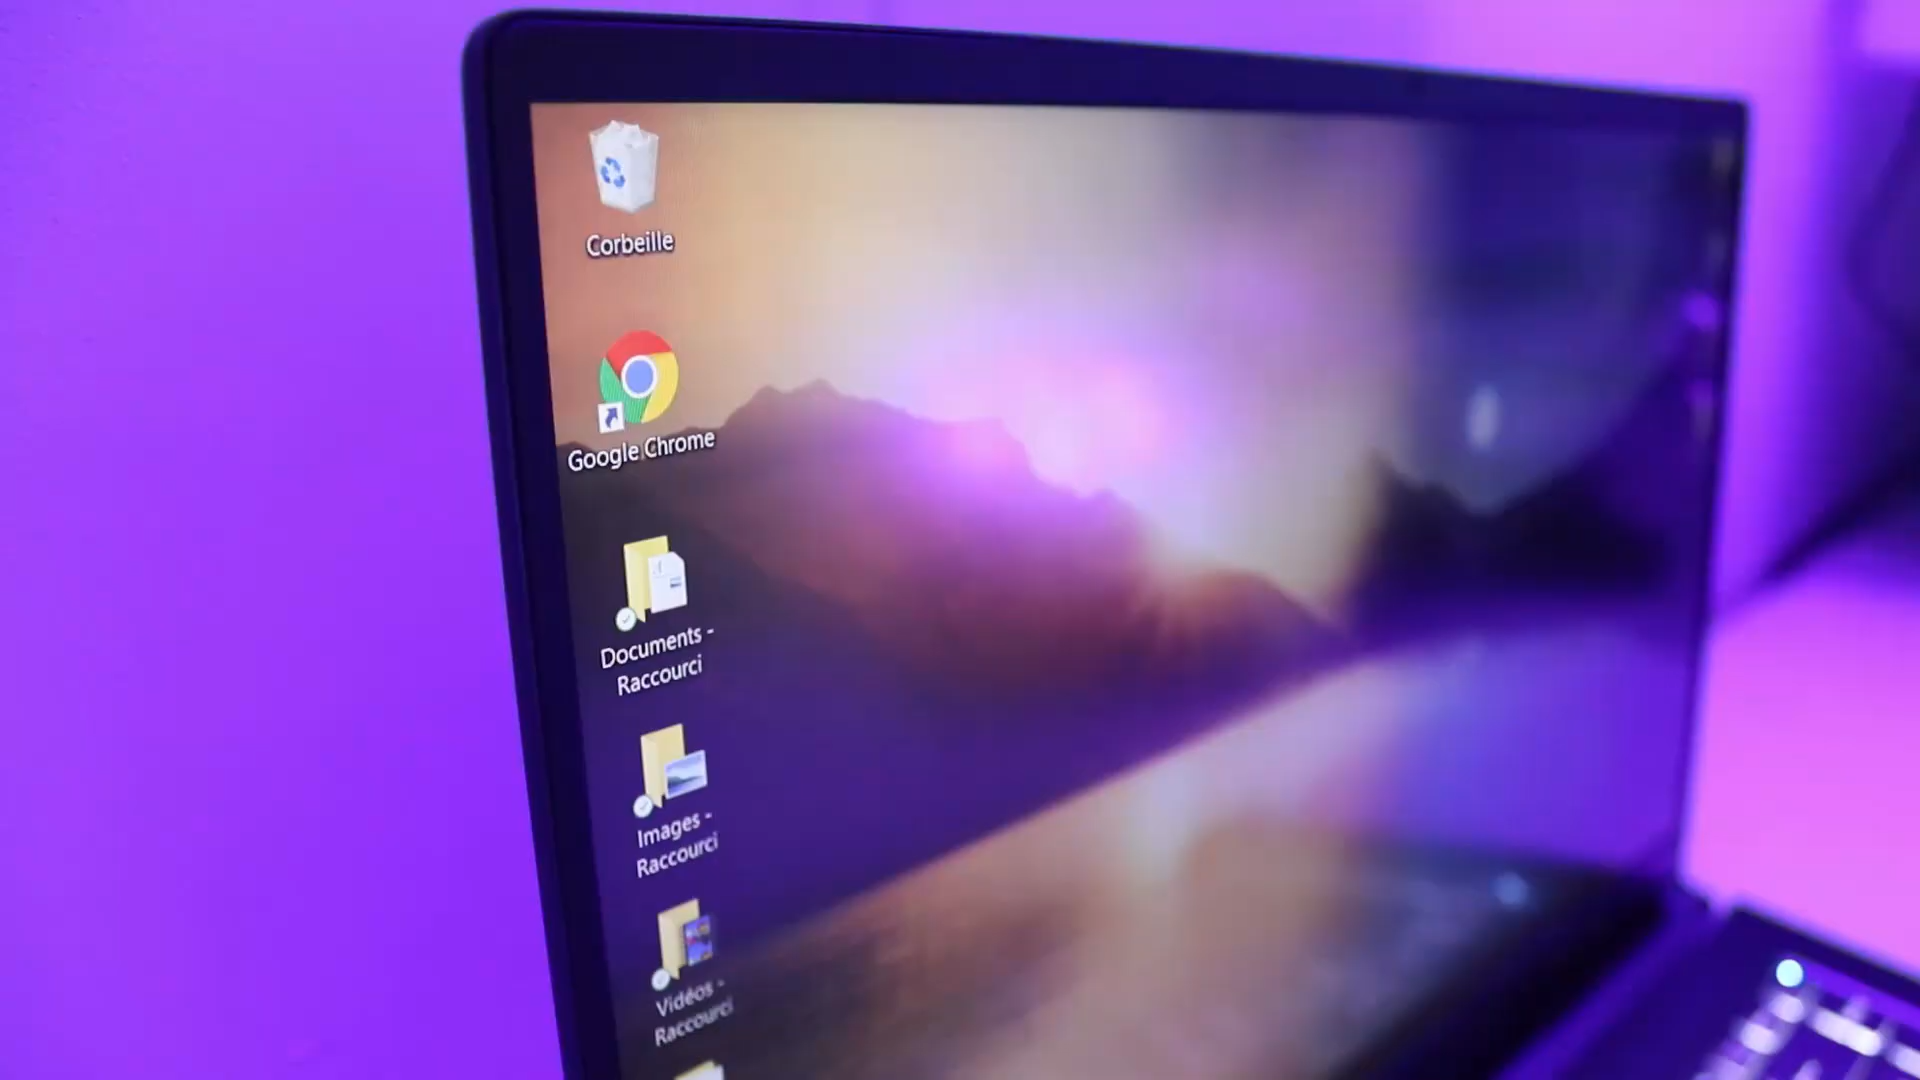 Corbeille
Google Chrome
Documents -
Raccourci
Images -
Raccourci
Vidéos -
Raccourci